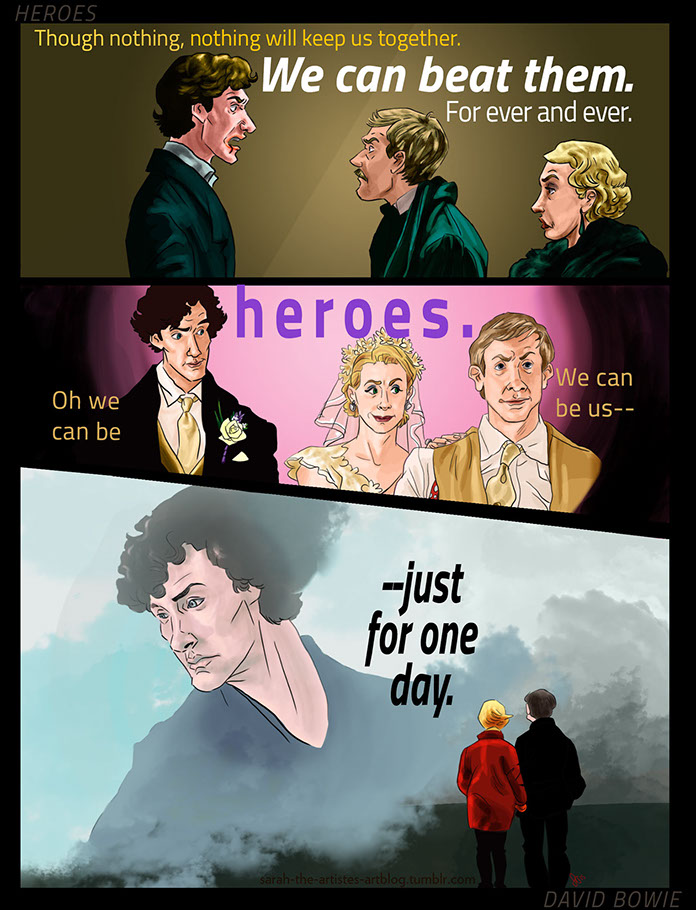 HEROES
Though nothing, nothing will keep us together.
We can beat them.
For ever and ever.
heroes.
Oh we
can be
We can
be us--
--just
for one
day.
sarah-the-artistes-artblog.tumblr.com
DAVID BOWIE